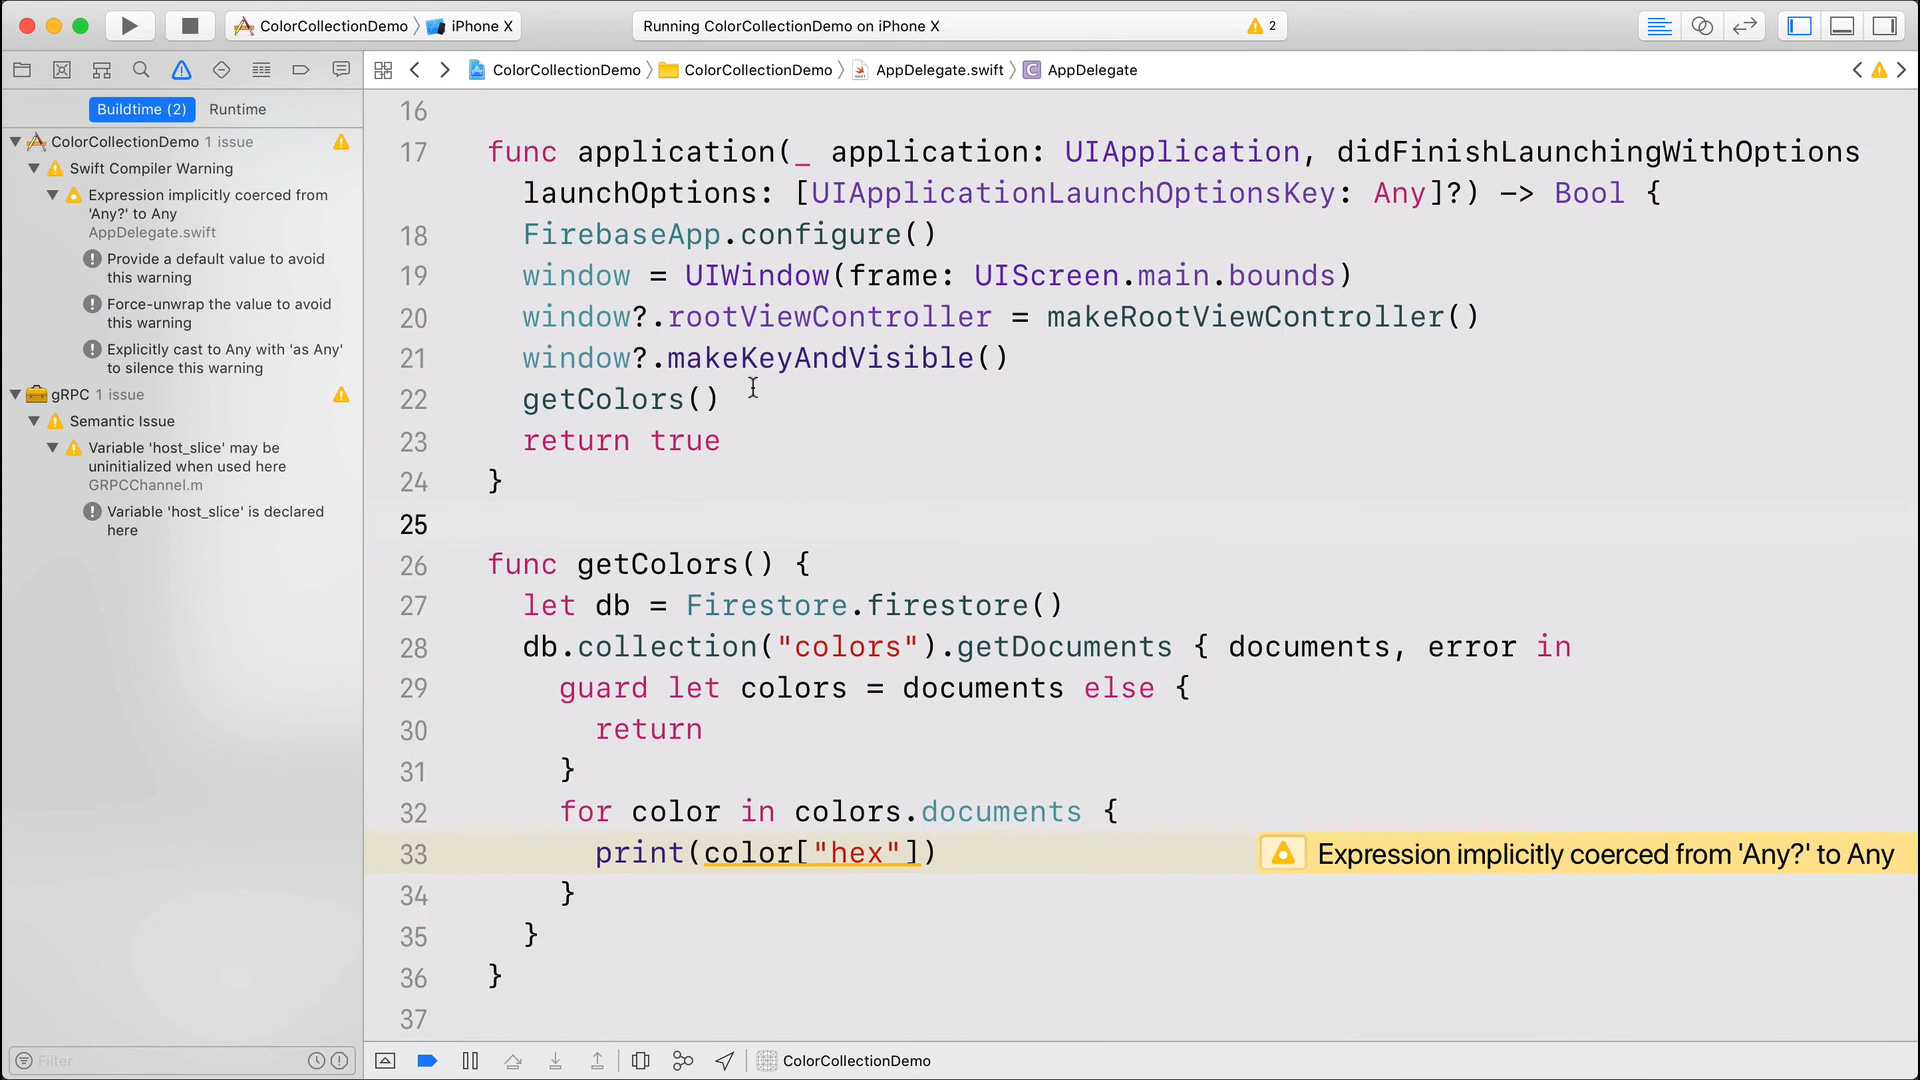 ColorCollectionDemo iPhone X
Running ColorCollectionDemo on iPhone X
2
ColorCollectionDemo ColorCollectionDemo AppDelegate.swift AppDelegate
Buildtime (2) Runtime
ColorCollectionDemo 1 issue
Swift Compiler Warning
Expression implicitly coerced from
'Any?' to Any
AppDelegate.swift
Provide a default value to avoid
this warning
Force-unwrap the value to avoid
this warning
Explicitly cast to Any with 'as Any'
to silence this warning
gRPC 1 issue
Semantic Issue
Variable 'host_slice' may be
uninitialized when used here
GRPCChannel.m
Variable 'host_slice' is declared
here
Filter
16
17 func application(_ application: UIApplication, didFinishLaunchingWithOptions
launchOptions: [UIApplicationLaunchOptionsKey: Any]?) -> Bool {
18 FirebaseApp.configure()
19 window = UIWindow(frame: UIScreen.main.bounds)
20 window?.rootViewController = makeRootViewController()
21 window?.makeKeyAndVisible()
22 getColors()
23 return true
24 }
25
26 func getColors() {
27 let db = Firestore.firestore()
28 db.collection("colors").getDocuments { documents, error in
29 guard let colors = documents else {
30 return
31 }
32 for color in colors.documents {
33 print(color["hex"]) Expression implicitly coerced from 'Any?' to Any
34 }
35 }
36 }
37
ColorCollectionDemo